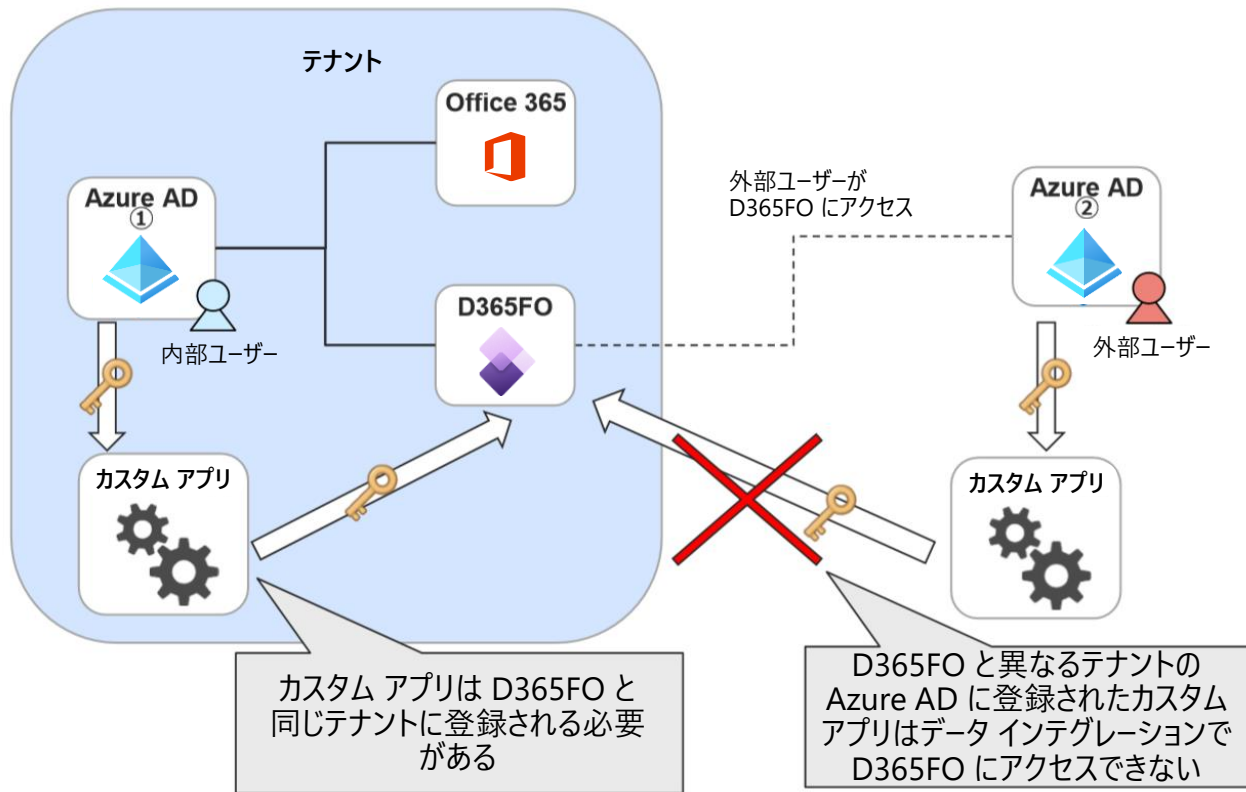 テナント
Office 365
Azure AD
①
内部ユーザー
D365FO
外部ユーザーが
D365FO にアクセス
Azure AD
②
外部ユーザー
カスタム アプリ
カスタム アプリ
カスタム アプリは D365FO と
同じテナントに登録される必要
がある
D365FO と異なるテナントの
Azure AD に登録されたカスタム
アプリはデータ インテグレーションで
D365FO にアクセスできない